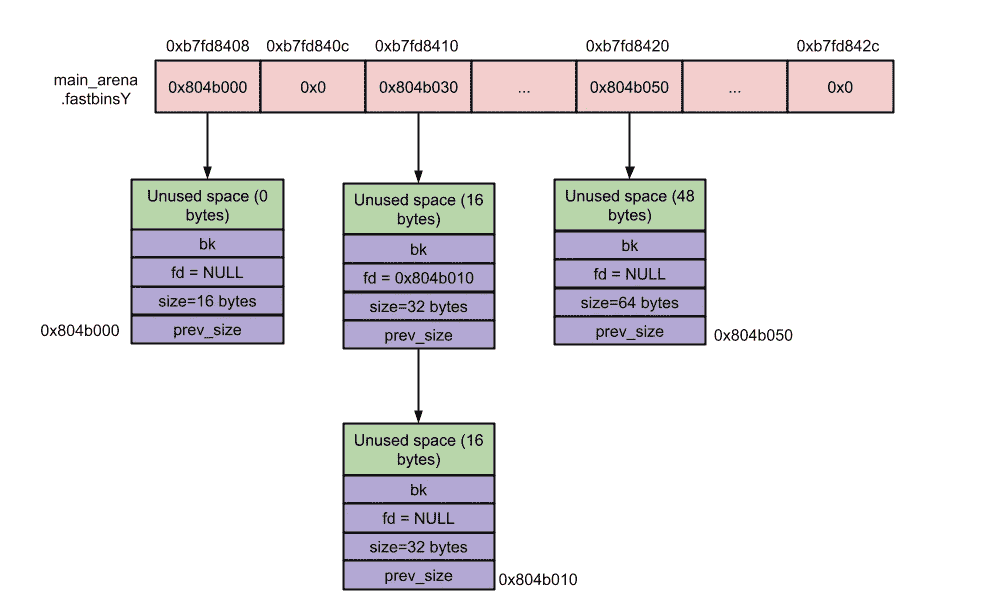 0xb7fd8408 0xb7fd840c 0xb7fd8410 0xb7fd8420 0xb7fd842c
main_arena
.fastbinsY
0x804b000 0x0 0x804b030 ... 0x804b050 ... 0x0
Unused space (0
bytes)
bk
fd = NULL
size=16 bytes
prev_size
0x804b000
Unused space (16
bytes)
bk
fd = 0x804b010
size=32 bytes
prev_size
Unused space (48
bytes)
bk
fd = NULL
size=64 bytes
prev_size
0x804b050
Unused space (16
bytes)
bk
fd = NULL
size=32 bytes
prev_size
0x804b010